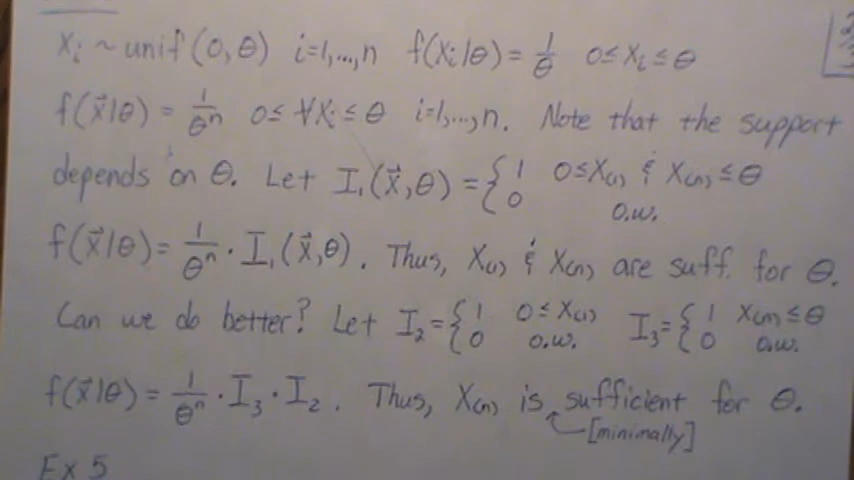 Xᵢ ~ unif(0,θ) i=1,...,n f(xᵢ|θ) = 1/θ 0≤xᵢ≤θ
f(x⃗|θ) = 1/θⁿ 0≤ ∀xᵢ ≤θ i=1,...,n. Note that the support
depends on θ. Let I₁(x⃗,θ) = { 1 0≤X₍₁₎ & X₍ₙ₎≤θ
0 o.w.
f(x⃗|θ) = 1/θⁿ · I₁(x⃗,θ). Thus, X₍₁₎ & X₍ₙ₎ are suff. for θ.
Can we do better? Let I₂ = { 1 0≤X₍₁₎ I₃ = { 1 X₍ₙ₎≤θ
0 o.w. 0 o.w.
f(x⃗|θ) = 1/θⁿ · I₃ · I₂. Thus, X₍ₙ₎ is sufficient for θ.
[minimally]
Ex 5